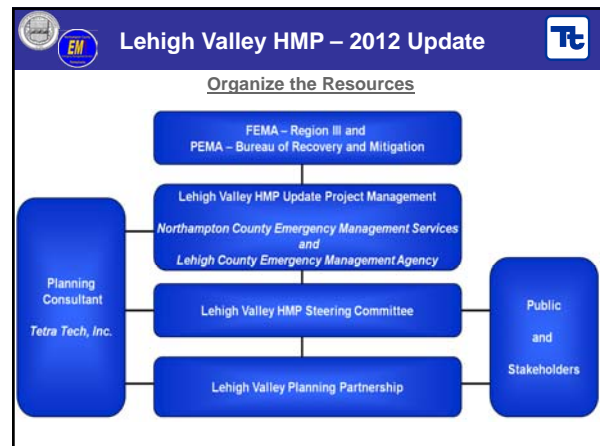 EM
Lehigh Valley HMP – 2012 Update
Tt
Organize the Resources
FEMA – Region III and
PEMA – Bureau of Recovery and Mitigation
Lehigh Valley HMP Update Project Management
Northampton County Emergency Management Services
and
Lehigh County Emergency Management Agency
Planning
Consultant
Tetra Tech, Inc.
Lehigh Valley HMP Steering Committee
Public
and
Stakeholders
Lehigh Valley Planning Partnership